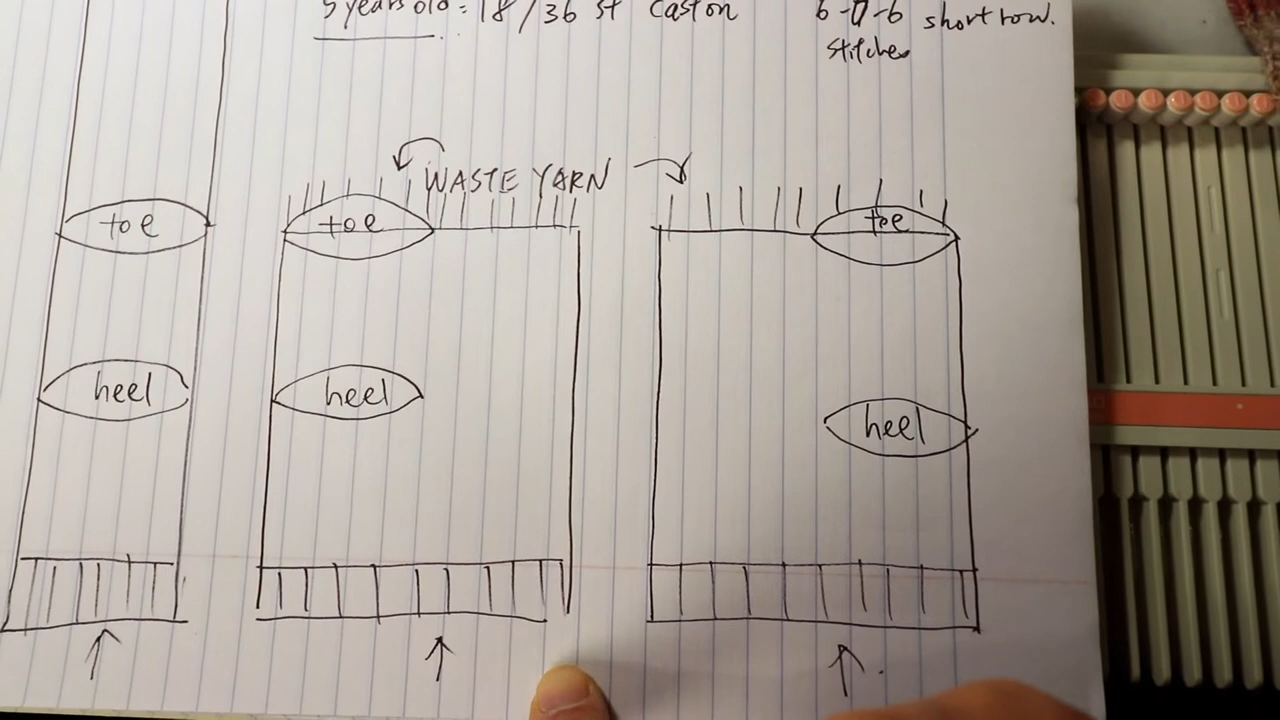 5 years old = 18/36 st cast on
6-7-6 short row.
stitches
WASTE YARN
toe
toe
toe
heel
heel
heel